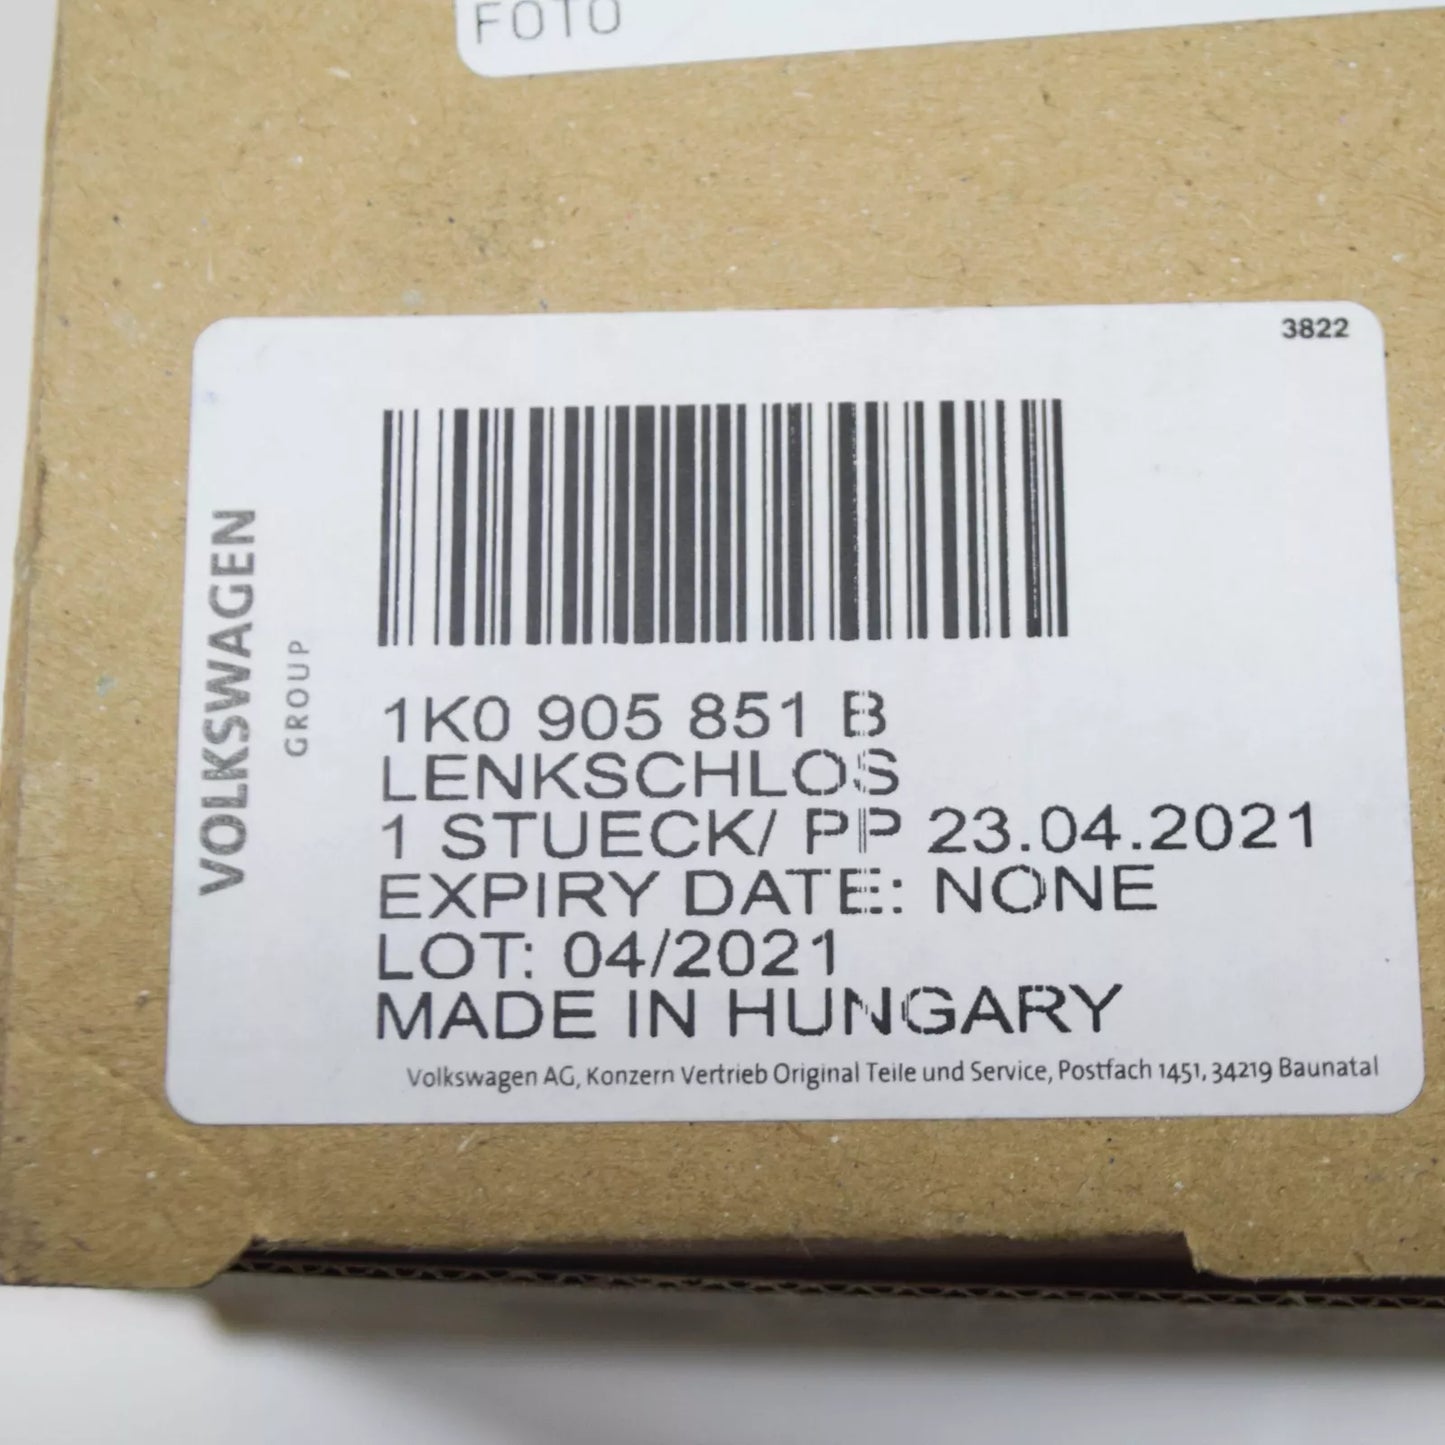 FOTO
3822
VOLKSWAGEN
GROUP
1K0 905 851 B
LENKSCHLOS
1 STUECK/ PP 23.04.2021
EXPIRY DATE: NONE
LOT: 04/2021
MADE IN HUNGARY
Volkswagen AG, Konzern Vertrieb Original Teile und Service, Postfach 1451, 34219 Baunatal